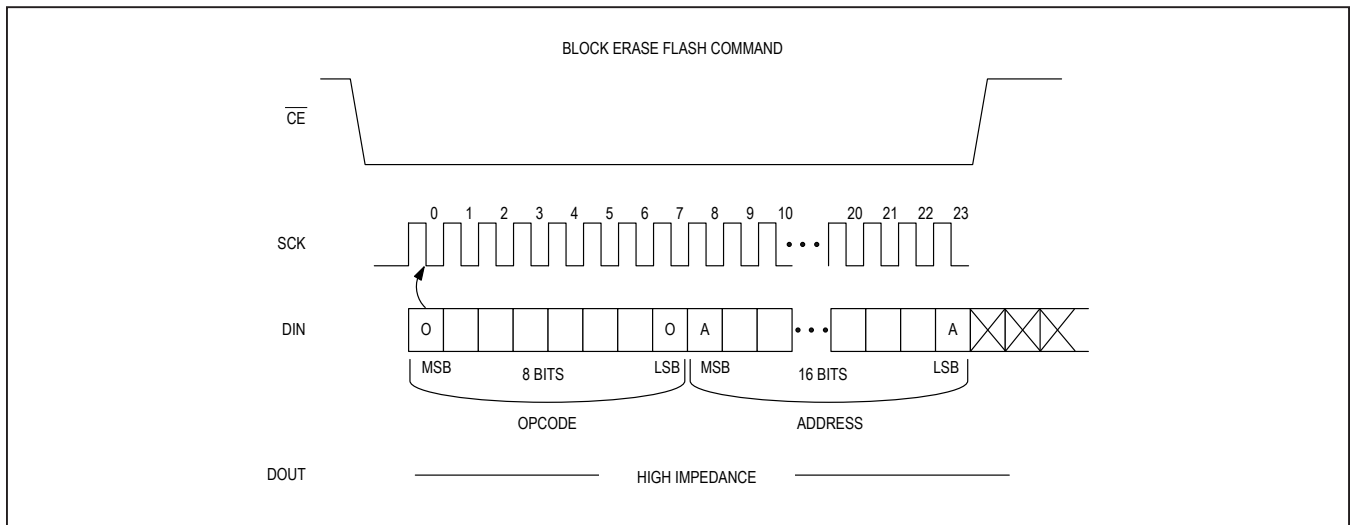 BLOCK ERASE FLASH COMMAND
CE
0 1 2 3 4 5 6 7 8 9 10 20 21 22 23
SCK
DIN
O O A A
MSB 8 BITS LSB MSB 16 BITS LSB
OPCODE ADDRESS
DOUT HIGH IMPEDANCE